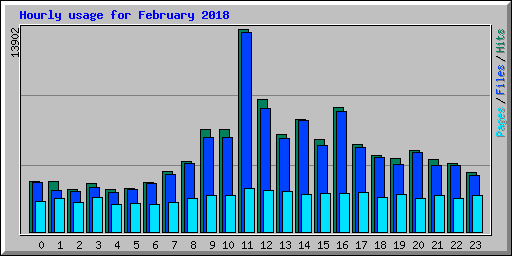 Hourly usage for February 2018
13902
Pages / Files / Hits
0 1 2 3 4 5 6 7 8 9 10 11 12 13 14 15 16 17 18 19 20 21 22 23